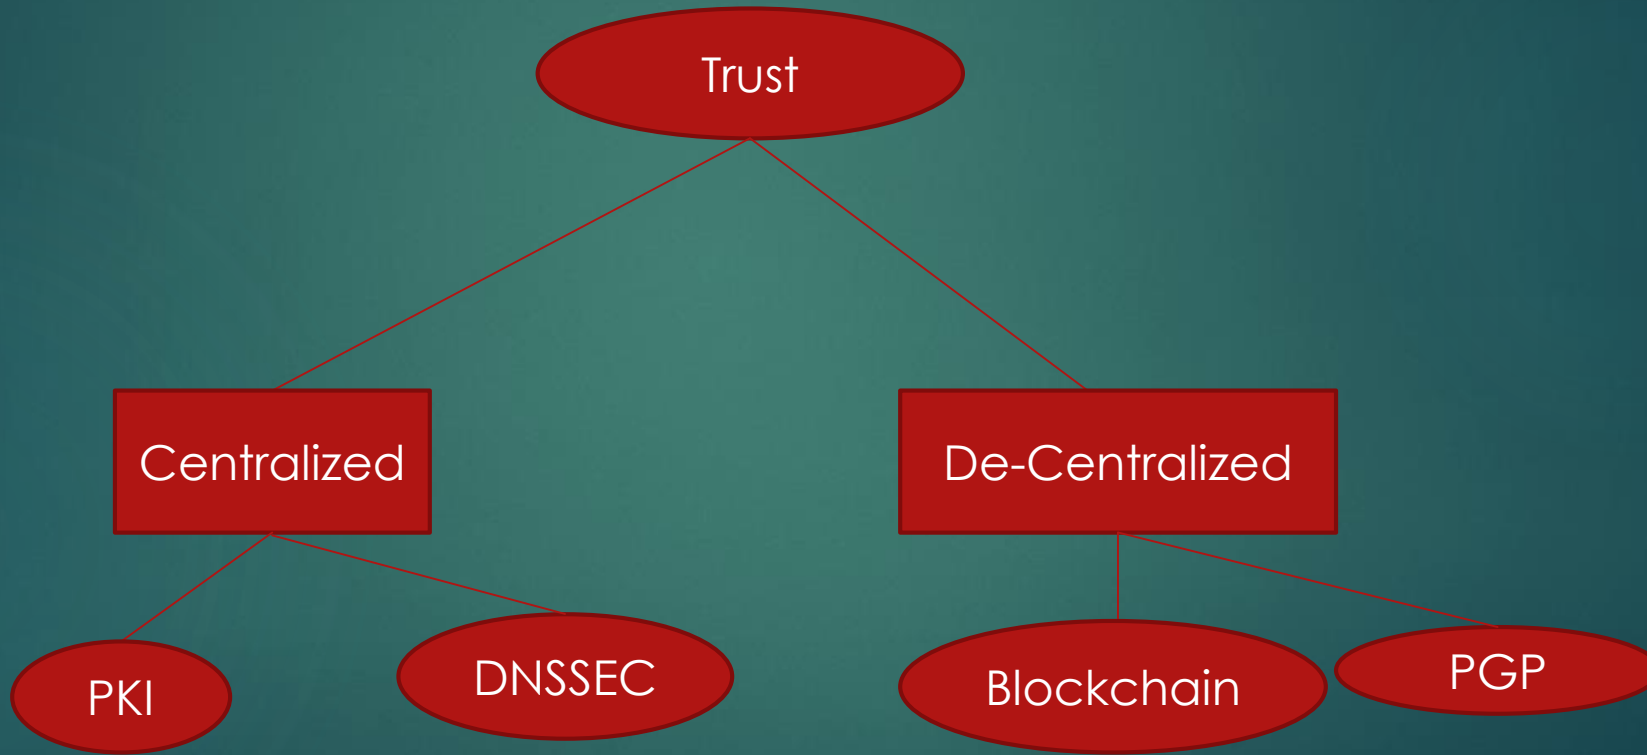 Trust
Centralized
De-Centralized
PKI
DNSSEC
Blockchain
PGP